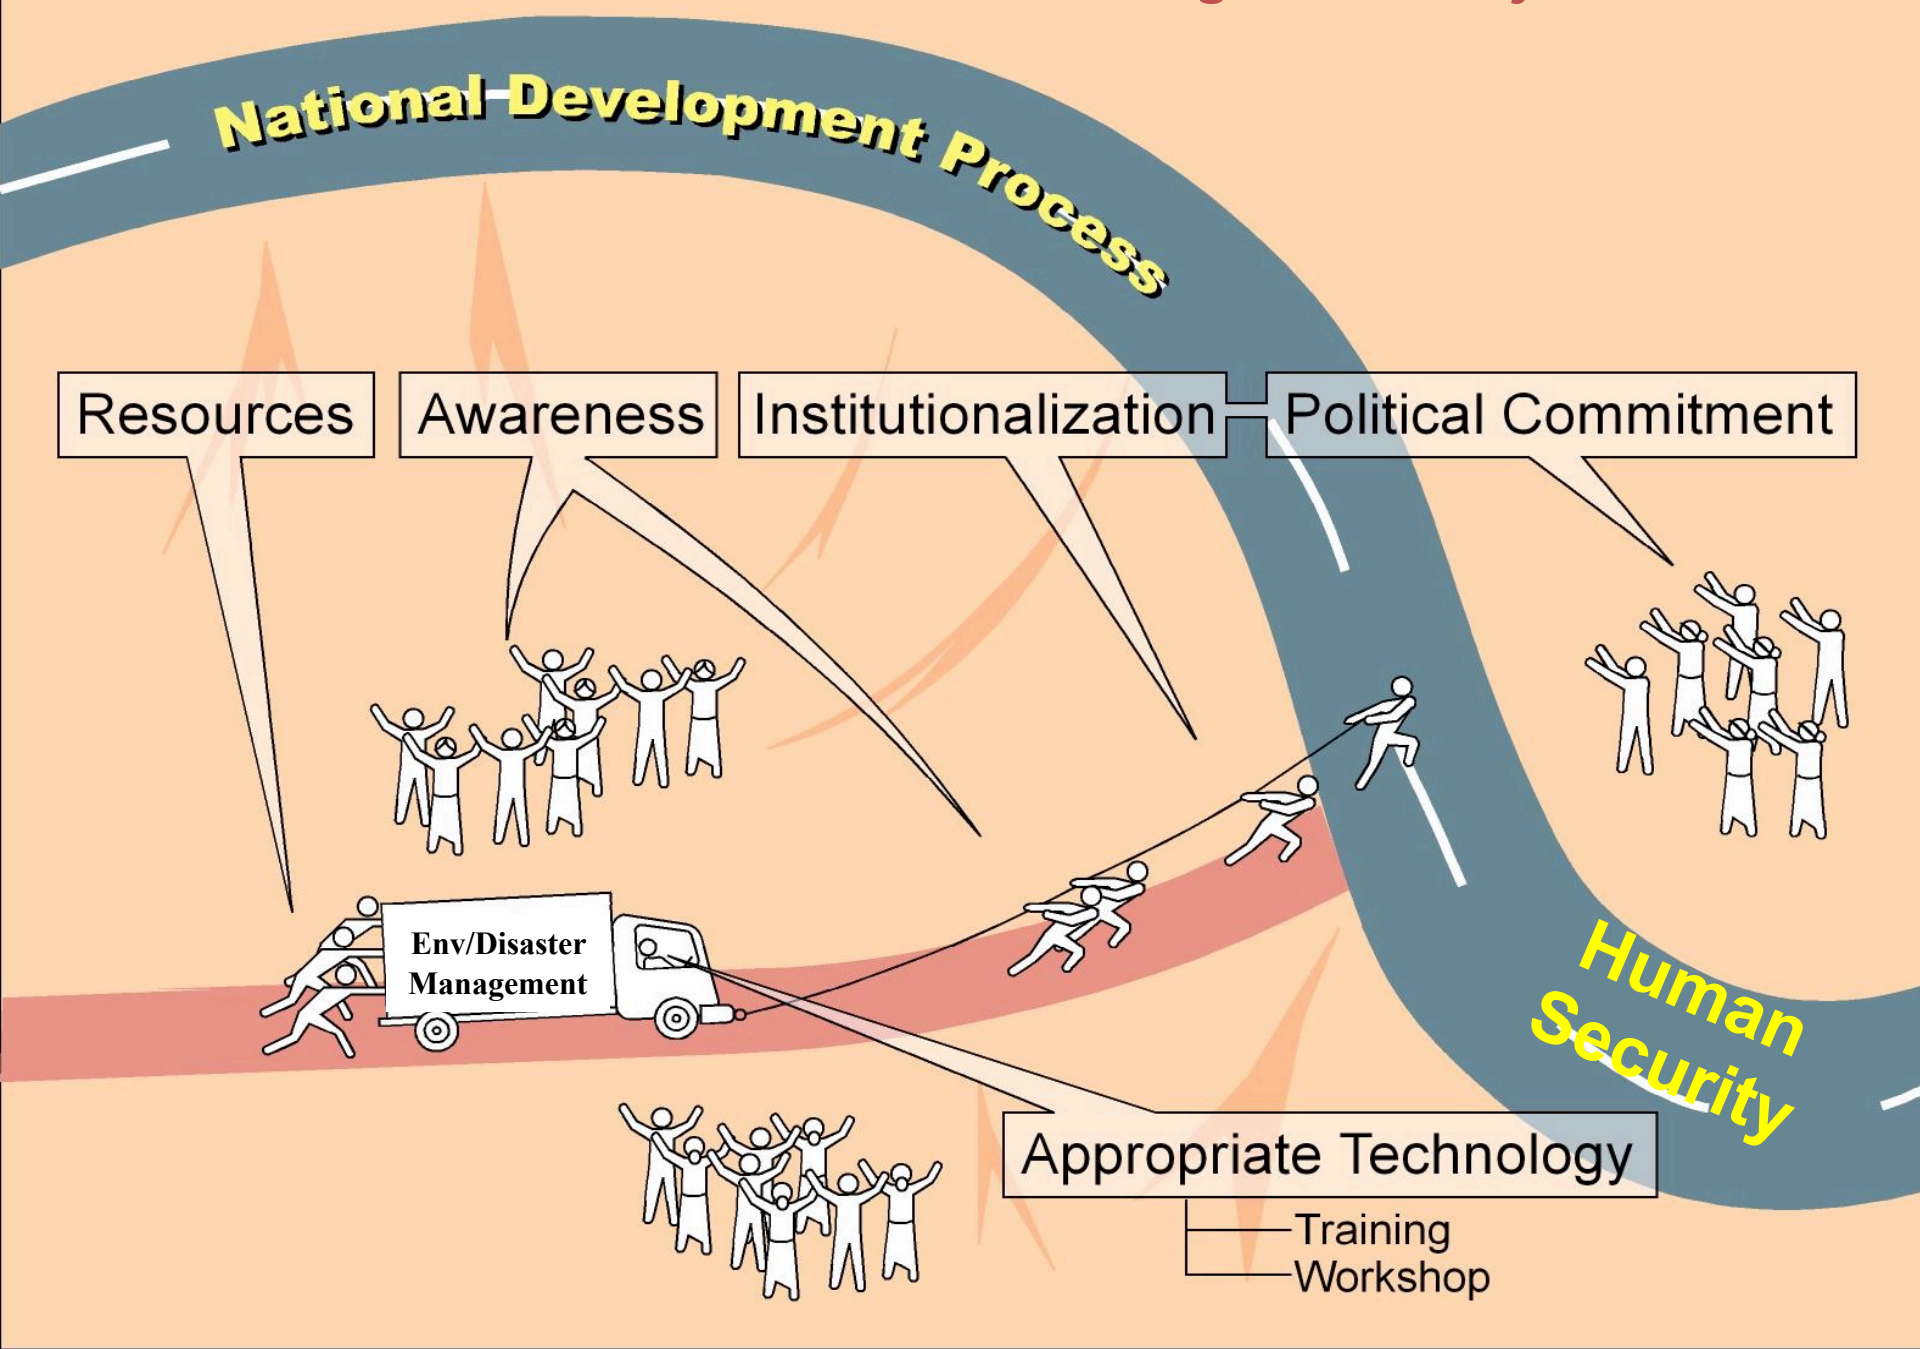 National Development Process
Resources
Awareness
Institutionalization
Political Commitment
Env/Disaster
Management
Human
Security
Appropriate Technology
Training
Workshop